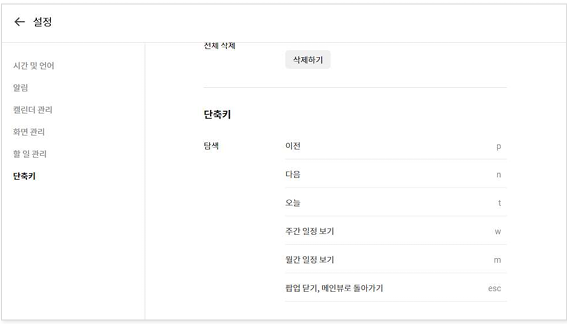 설정
시간 및 언어
알림
캘린더 관리
화면 관리
할 일 관리
단축키
전체 삭제
삭제하기
단축키
탐색
이전 p
다음 n
오늘 t
주간 일정 보기 w
월간 일정 보기 m
팝업 닫기, 메인뷰로 돌아가기 esc